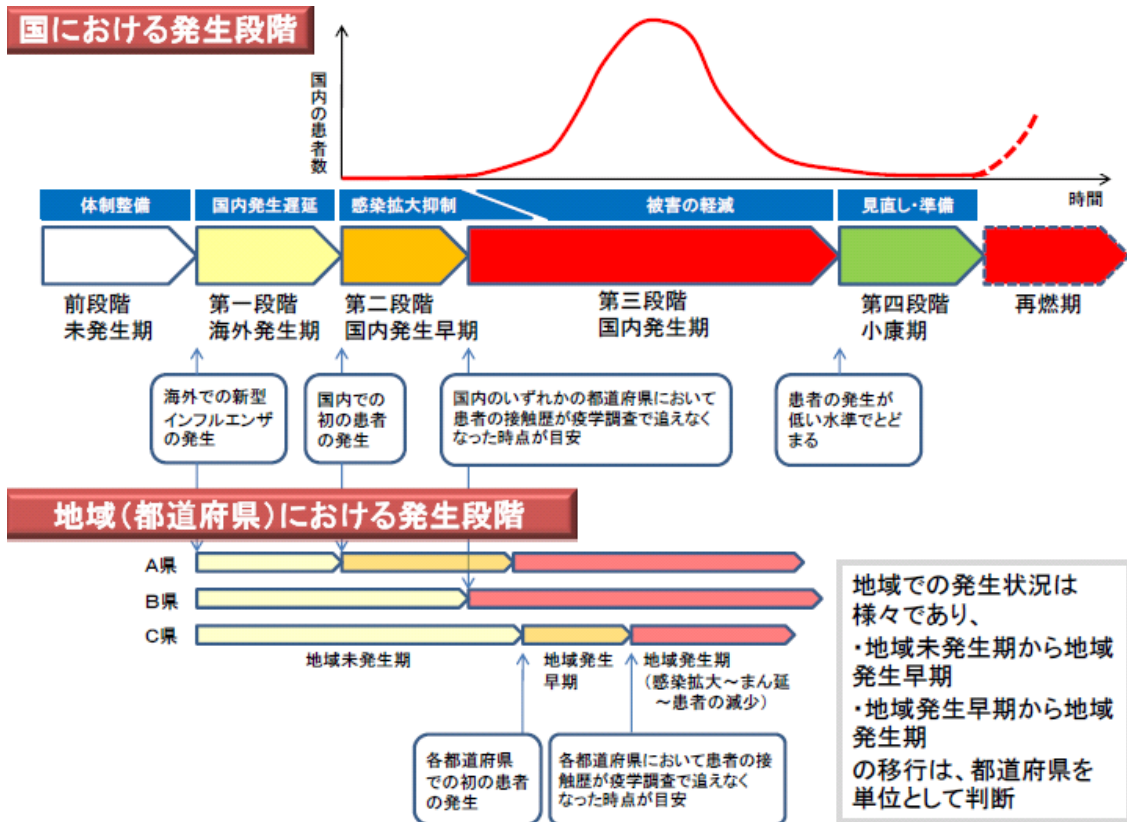 国における発生段階
国内の患者数
時間
体制整備
国内発生遅延
感染拡大抑制
被害の軽減
見直し・準備
前段階
未発生期
第一段階
海外発生期
第二段階
国内発生早期
第三段階
国内発生期
第四段階
小康期
再燃期
海外での新型
インフルエンザ
の発生
国内での
初の患者
の発生
国内のいずれかの都道府県において
患者の接触歴が疫学調査で追えなく
なった時点が目安
患者の発生が
低い水準でとど
まる
地域(都道府県)における発生段階
A県
B県
C県
地域未発生期
地域発生
早期
地域発生期
(感染拡大~まん延
~患者の減少)
各都道府県
での初の患者
の発生
各都道府県において患者の接
触歴が疫学調査で追えなく
なった時点が目安
地域での発生状況は
様々であり、
・地域未発生期から地域
発生早期
・地域発生早期から地域
発生期
の移行は、都道府県を
単位として判断